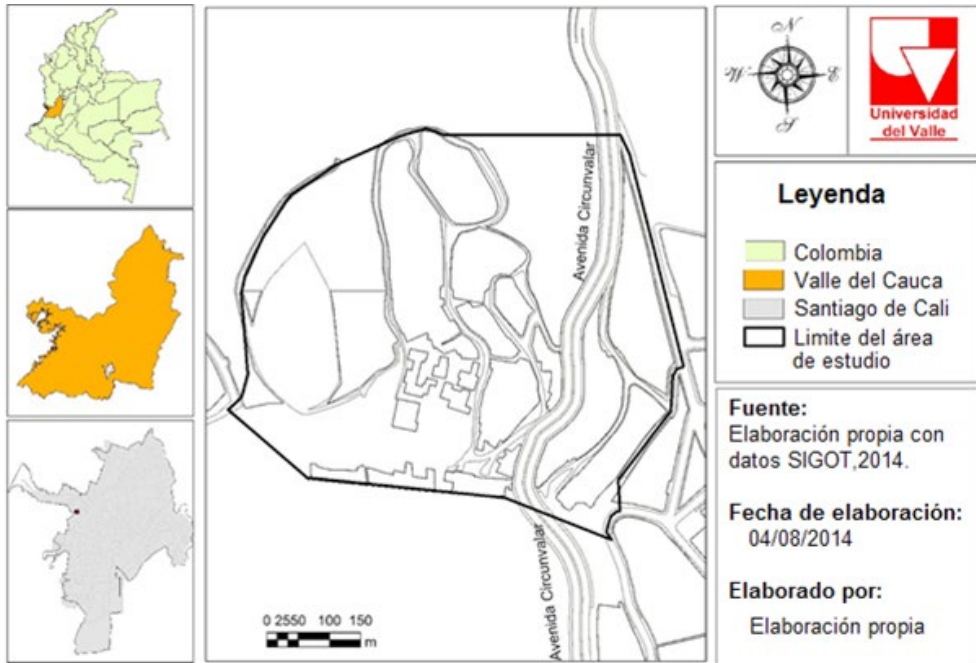 N
W
E
S
Universidad
del Valle
Avenida Circunvalar
Avenida Circunvalar
0 2550 100 150
m
Leyenda
Colombia
Valle del Cauca
Santiago de Cali
Limite del área
de estudio
Fuente:
Elaboración propia con
datos SIGOT,2014.
Fecha de elaboración:
04/08/2014
Elaborado por:
Elaboración propia